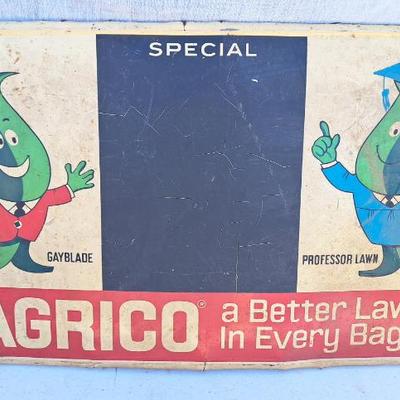 SPECIAL
GAYBLADE
PROFESSOR LAWN
AGRICO®
a Better Law
In Every Bag